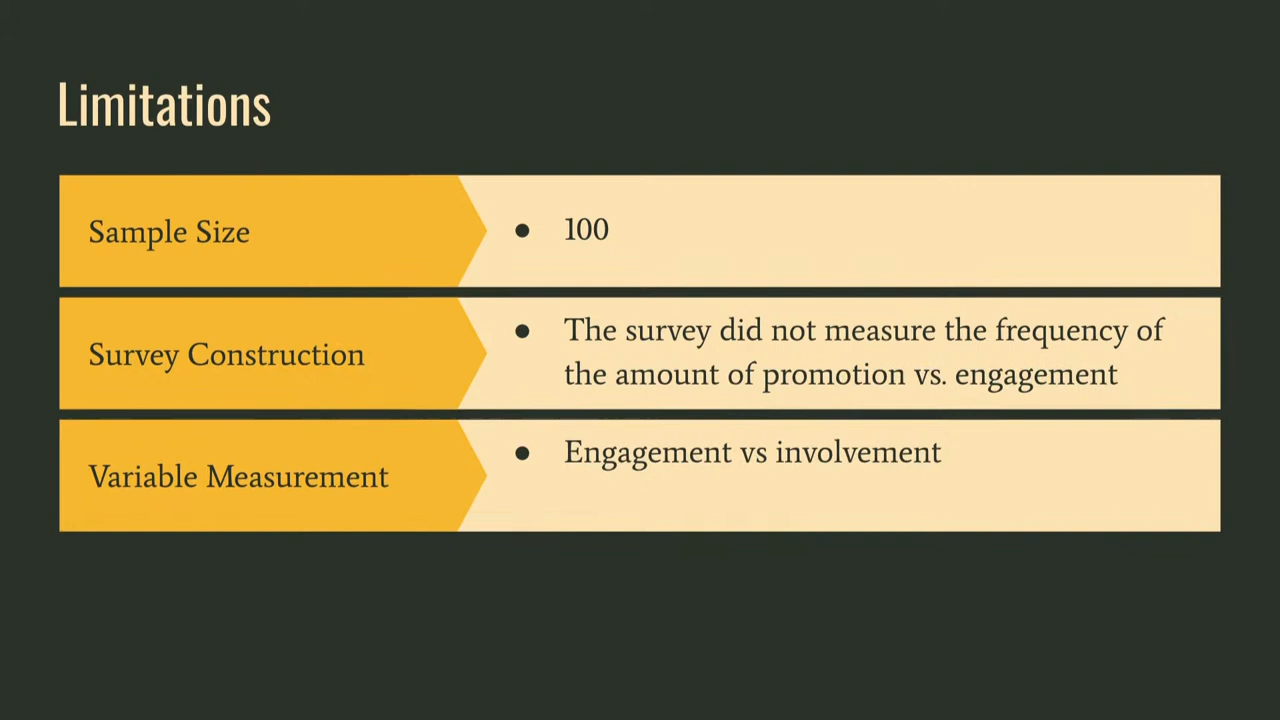 Limitations
Sample Size
● 100
Survey Construction
● The survey did not measure the frequency of
the amount of promotion vs. engagement
Variable Measurement
● Engagement vs involvement